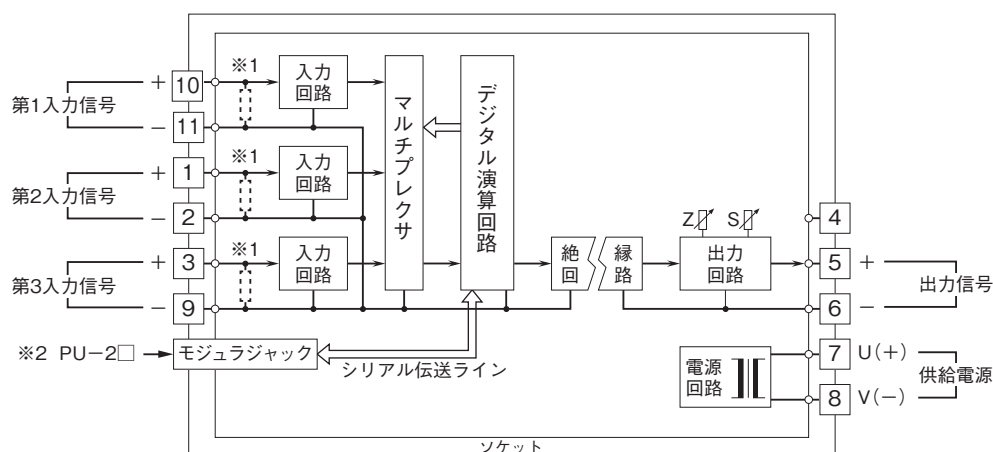 ※1
入力
回路
マルチプレクサ
デジタル演算回路
第1入力信号
+ 10
− 11
※1
入力
回路
第2入力信号
+ 1
− 2
※1
入力
回路
第3入力信号
+ 3
− 9
絶縁
回路
Z
S
出力
回路
4
5 +
6 −
出力信号
※2 PU−2□
モジュラジャック
シリアル伝送ライン
電源
回路
7 U(+)
8 V(−)
供給電源
ソケット